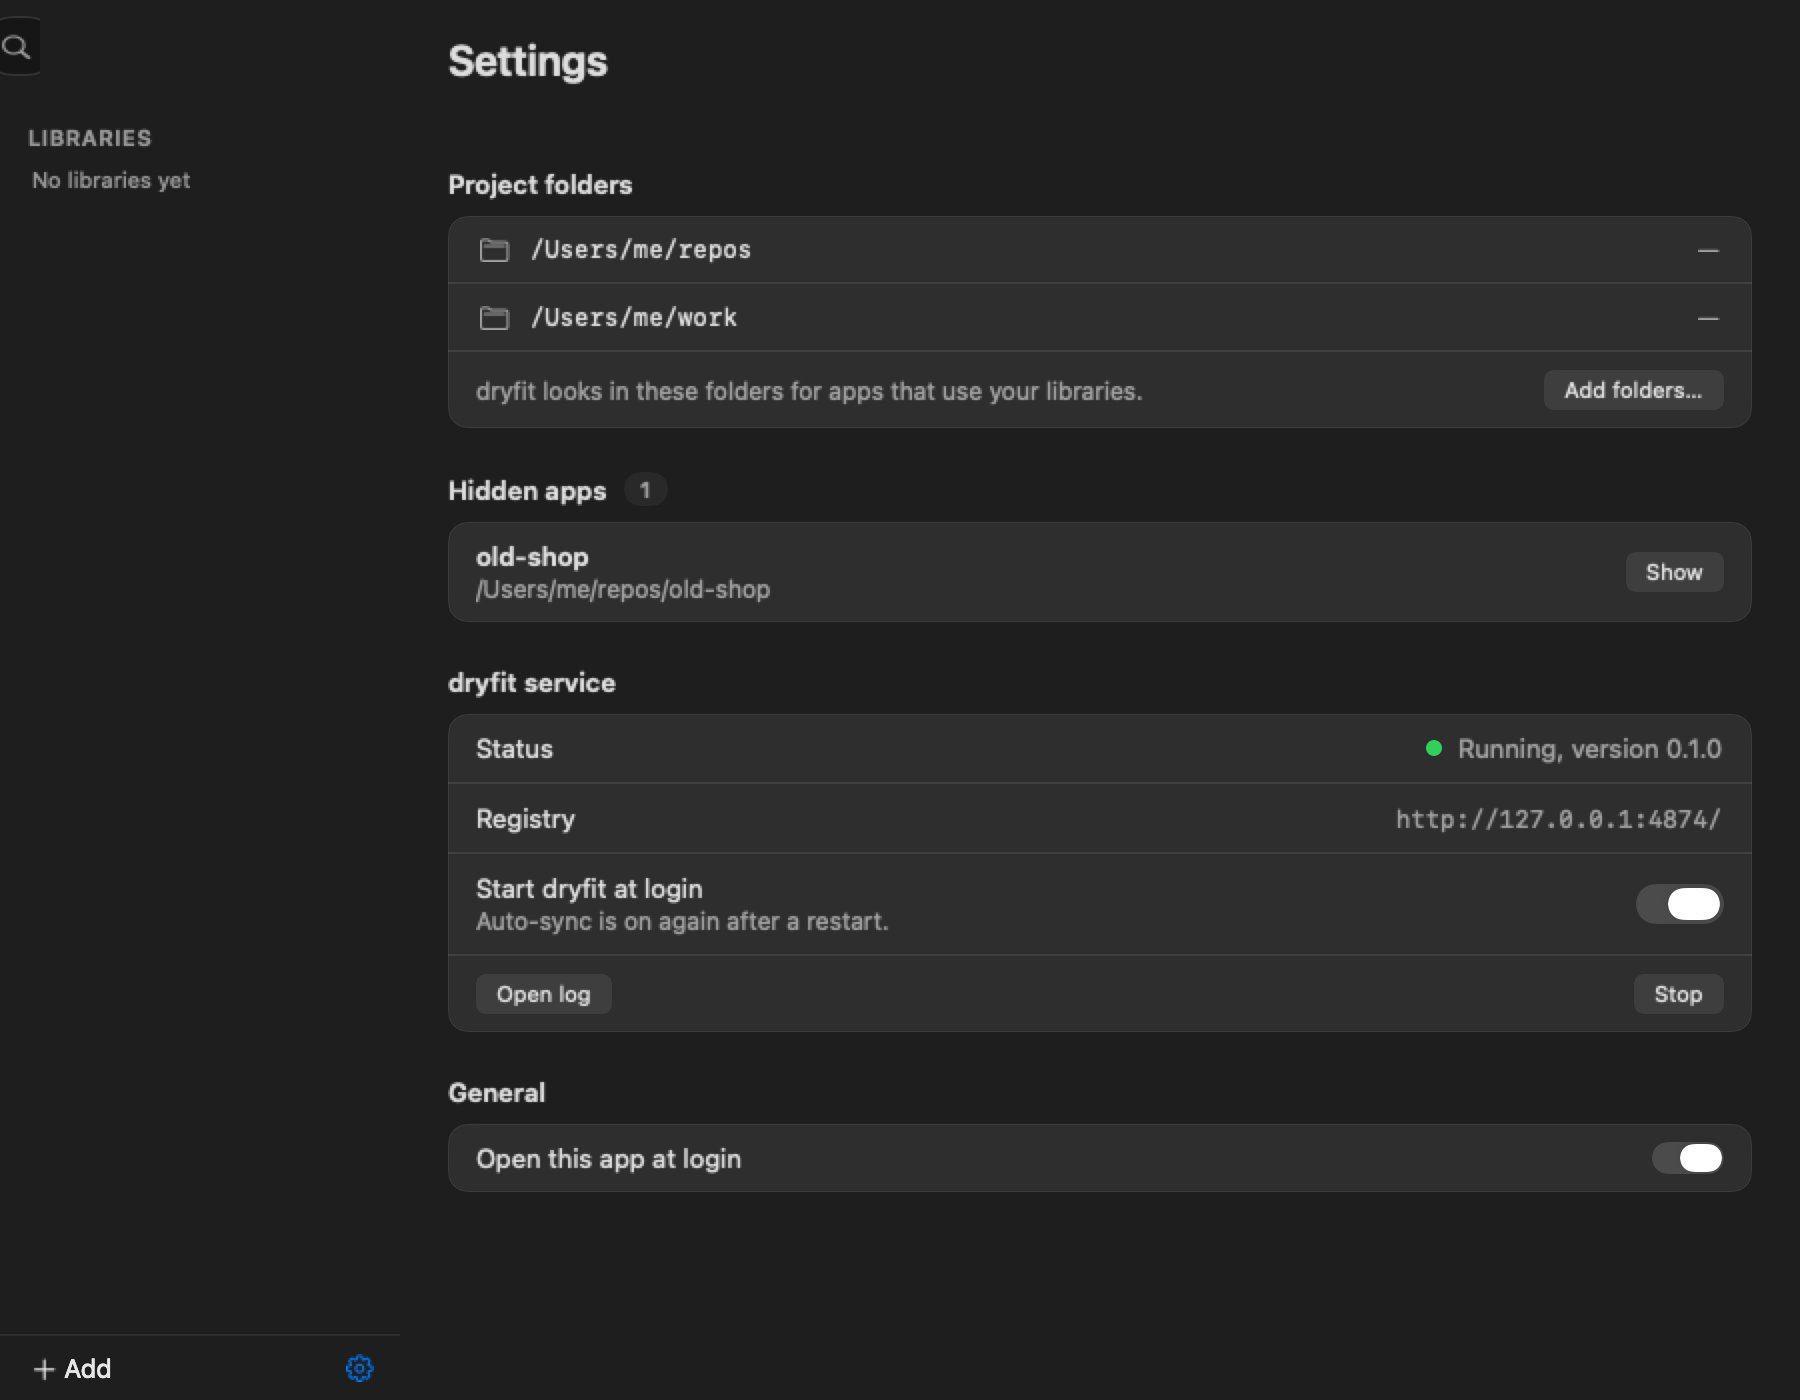 Settings
LIBRARIES
No libraries yet
Project folders
/Users/me/repos
/Users/me/work
dryfit looks in these folders for apps that use your libraries.
Add folders...
Hidden apps 1
old-shop
/Users/me/repos/old-shop
Show
dryfit service
Status
Running, version 0.1.0
Registry
http://127.0.0.1:4874/
Start dryfit at login
Auto-sync is on again after a restart.
Open log
Stop
General
Open this app at login
+ Add